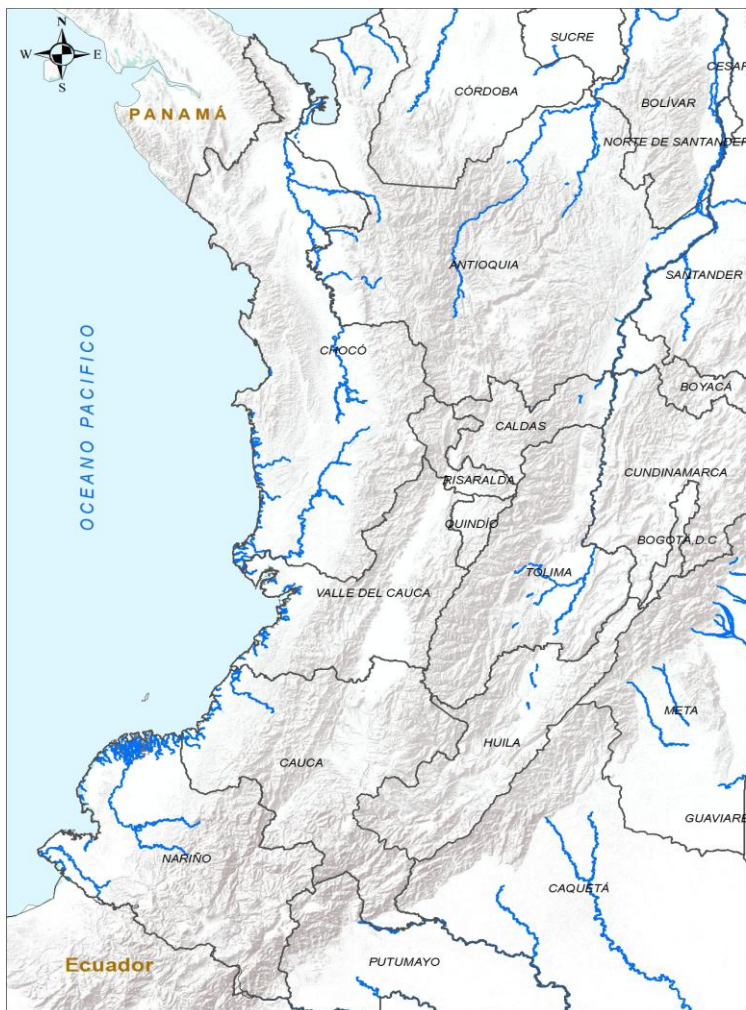 N
W E
S
SUCRE
CESAR
CÓRDOBA
BOLÍVAR
PANAMÁ
NORTE DE SANTANDER
ANTIOQUIA
SANTANDER
OCEANO PACIFICO
CHOCÓ
BOYACÁ
CALDAS
CUNDINAMARCA
RISARALDA
QUINDÍO
BOGOTÁ,D.C
TOLIMA
VALLE DEL CAUCA
META
HUILA
CAUCA
GUAVIARE
NARIÑO
CAQUETÁ
Ecuador
PUTUMAYO